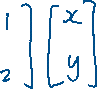 1 ] [ x
2 ] [ y ]